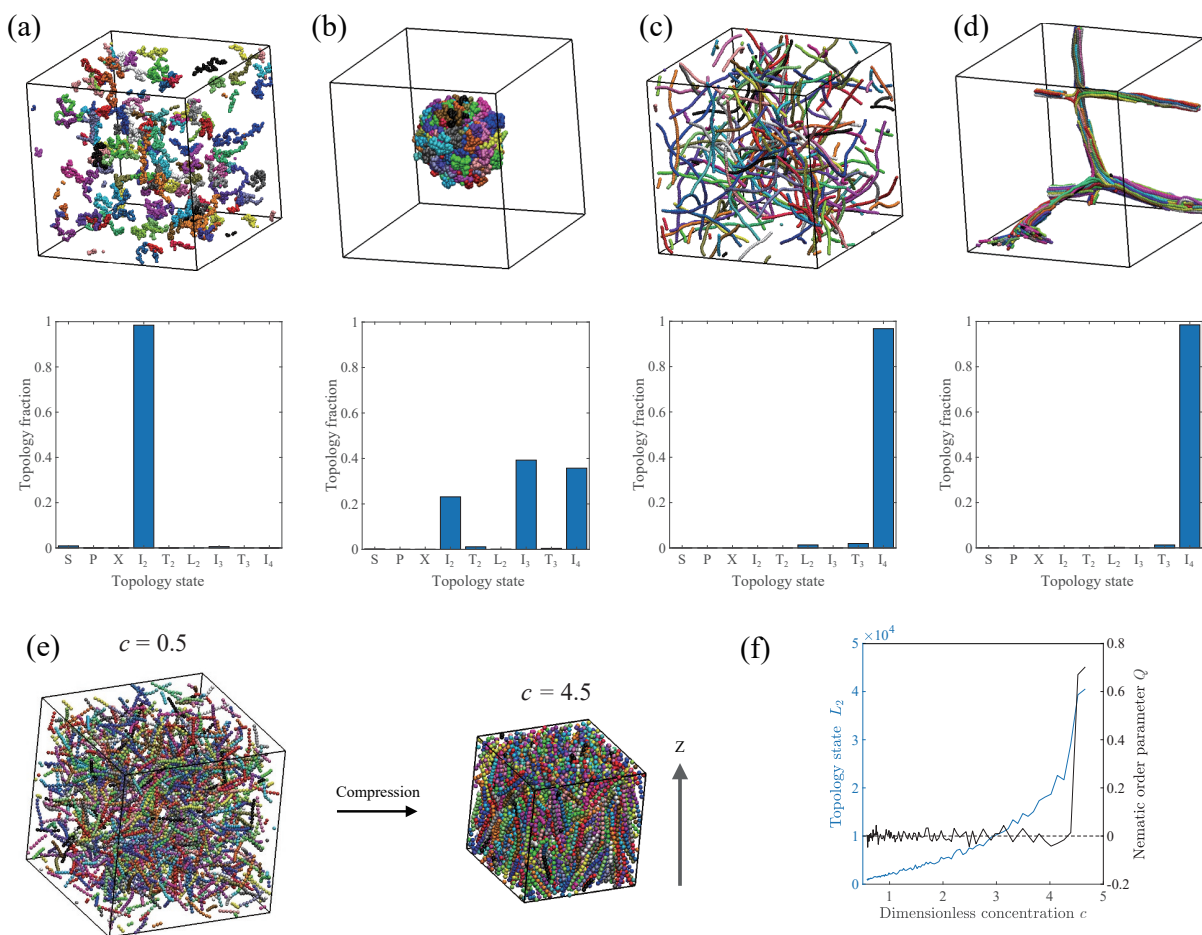 (a)
(b)
(c)
(d)
1
0.8
0.6
0.4
0.2
0
Topology fraction
S P X I₂ T₂ L₂ I₃ T₃ I₄
Topology state
1
0.8
0.6
0.4
0.2
0
Topology fraction
S P X I₂ T₂ L₂ I₃ T₃ I₄
Topology state
1
0.8
0.6
0.4
0.2
0
Topology fraction
S P X I₂ T₂ L₂ I₃ T₃ I₄
Topology state
1
0.8
0.6
0.4
0.2
0
Topology fraction
S P X I₂ T₂ L₂ I₃ T₃ I₄
Topology state
(e)
c = 0.5
Compression
c = 4.5
Z
(f)
5 ×10⁴
4
3
2
1
0
Topology state L₂
0.8
0.6
0.4
0.2
0
-0.2
Nematic order parameter Q
1 2 3 4 5
Dimensionless concentration c